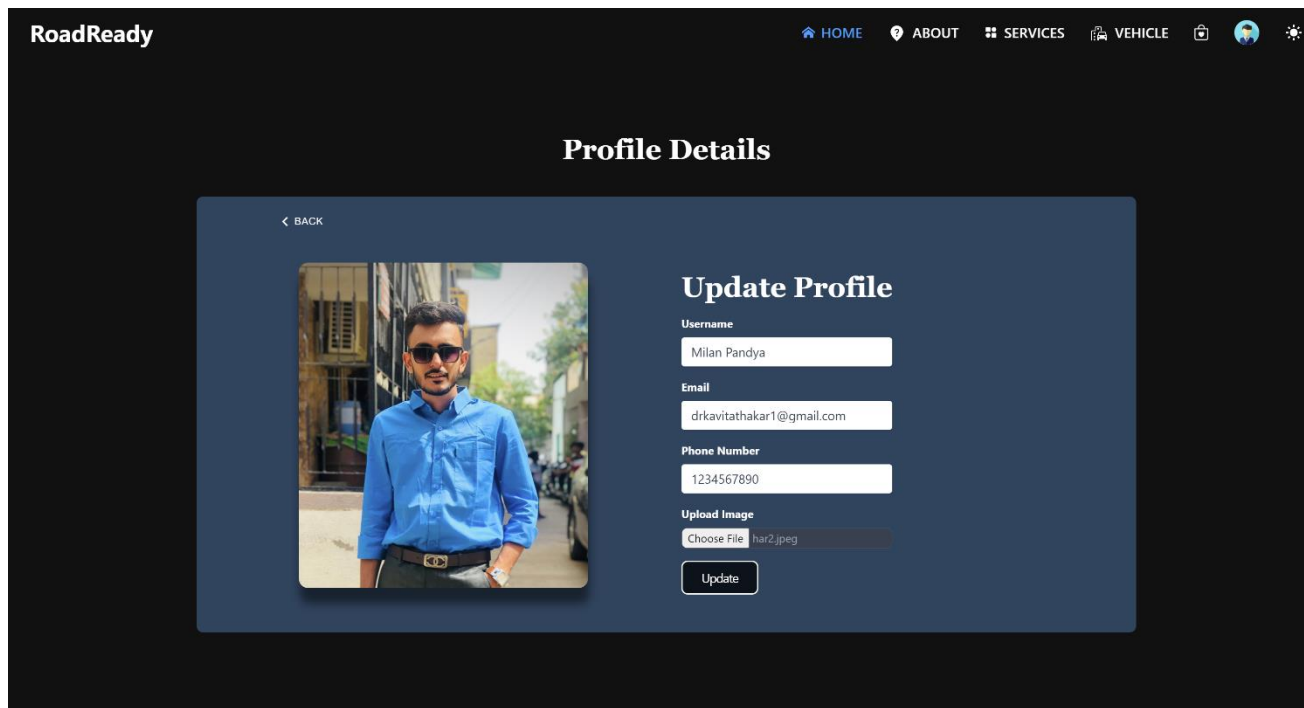 RoadReady
HOME ABOUT SERVICES VEHICLE
Profile Details
BACK
Update Profile
Username
Milan Pandya
Email
drkavitathakar1@gmail.com
Phone Number
1234567890
Upload Image
Choose File har2.jpeg
Update